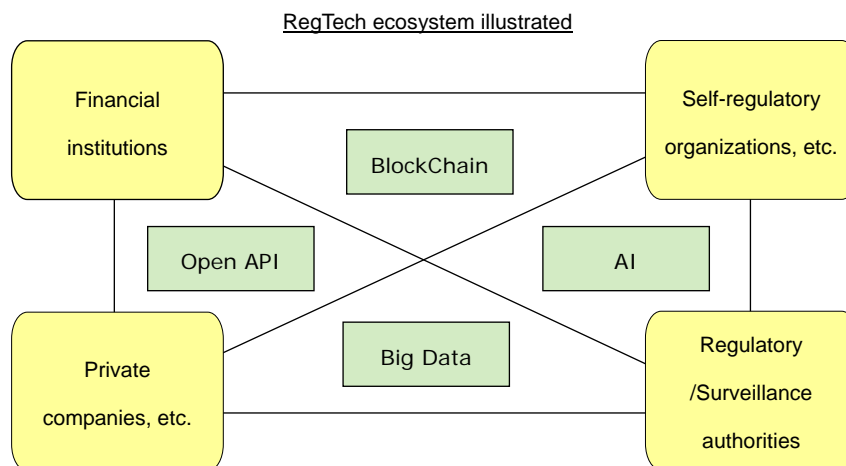 RegTech ecosystem illustrated
Financial
institutions
Self-regulatory
organizations, etc.
BlockChain
Open API
AI
Big Data
Private
companies, etc.
Regulatory
/Surveillance
authorities